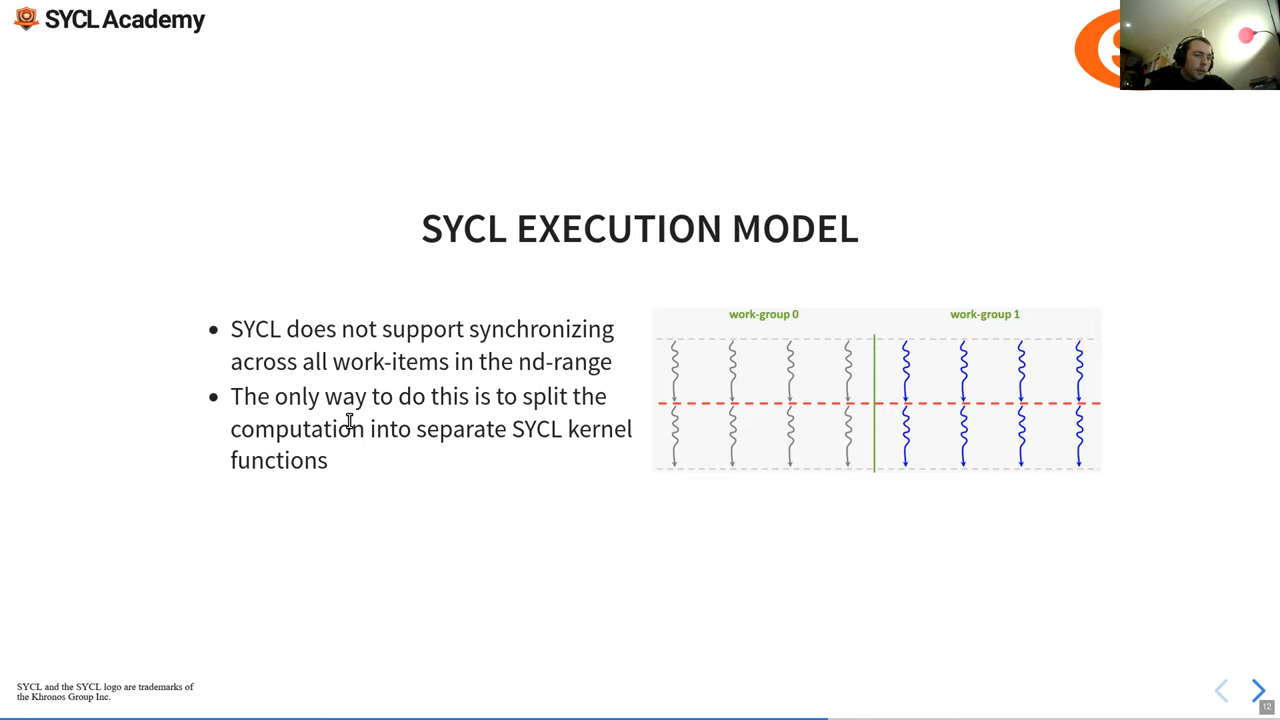 SYCL Academy
SYCL EXECUTION MODEL
SYCL does not support synchronizing
across all work-items in the nd-range
The only way to do this is to split the
computation into separate SYCL kernel
functions
work-group 0
work-group 1
SYCL and the SYCL logo are trademarks of
the Khronos Group Inc.
12